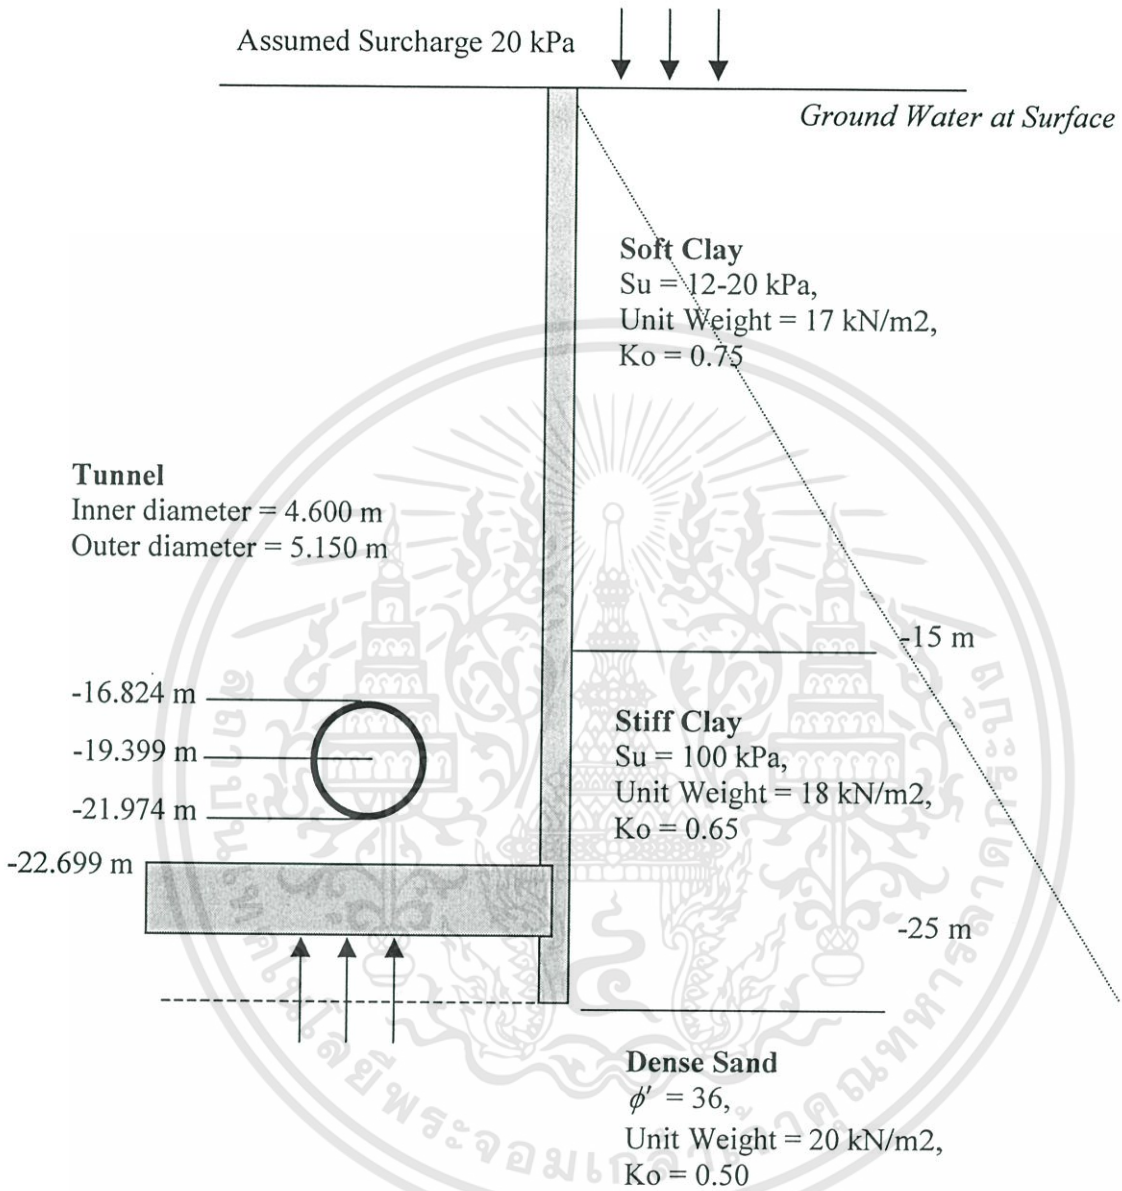 Assumed Surcharge 20 kPa
Ground Water at Surface
Soft Clay
Su = 12-20 kPa,
Unit Weight = 17 kN/m2,
Ko = 0.75
Tunnel
Inner diameter = 4.600 m
Outer diameter = 5.150 m
-15 m
-16.824 m
-19.399 m
-21.974 m
-22.699 m
Stiff Clay
Su = 100 kPa,
Unit Weight = 18 kN/m2,
Ko = 0.65
-25 m
Dense Sand
ϕ' = 36,
Unit Weight = 20 kN/m2,
Ko = 0.50